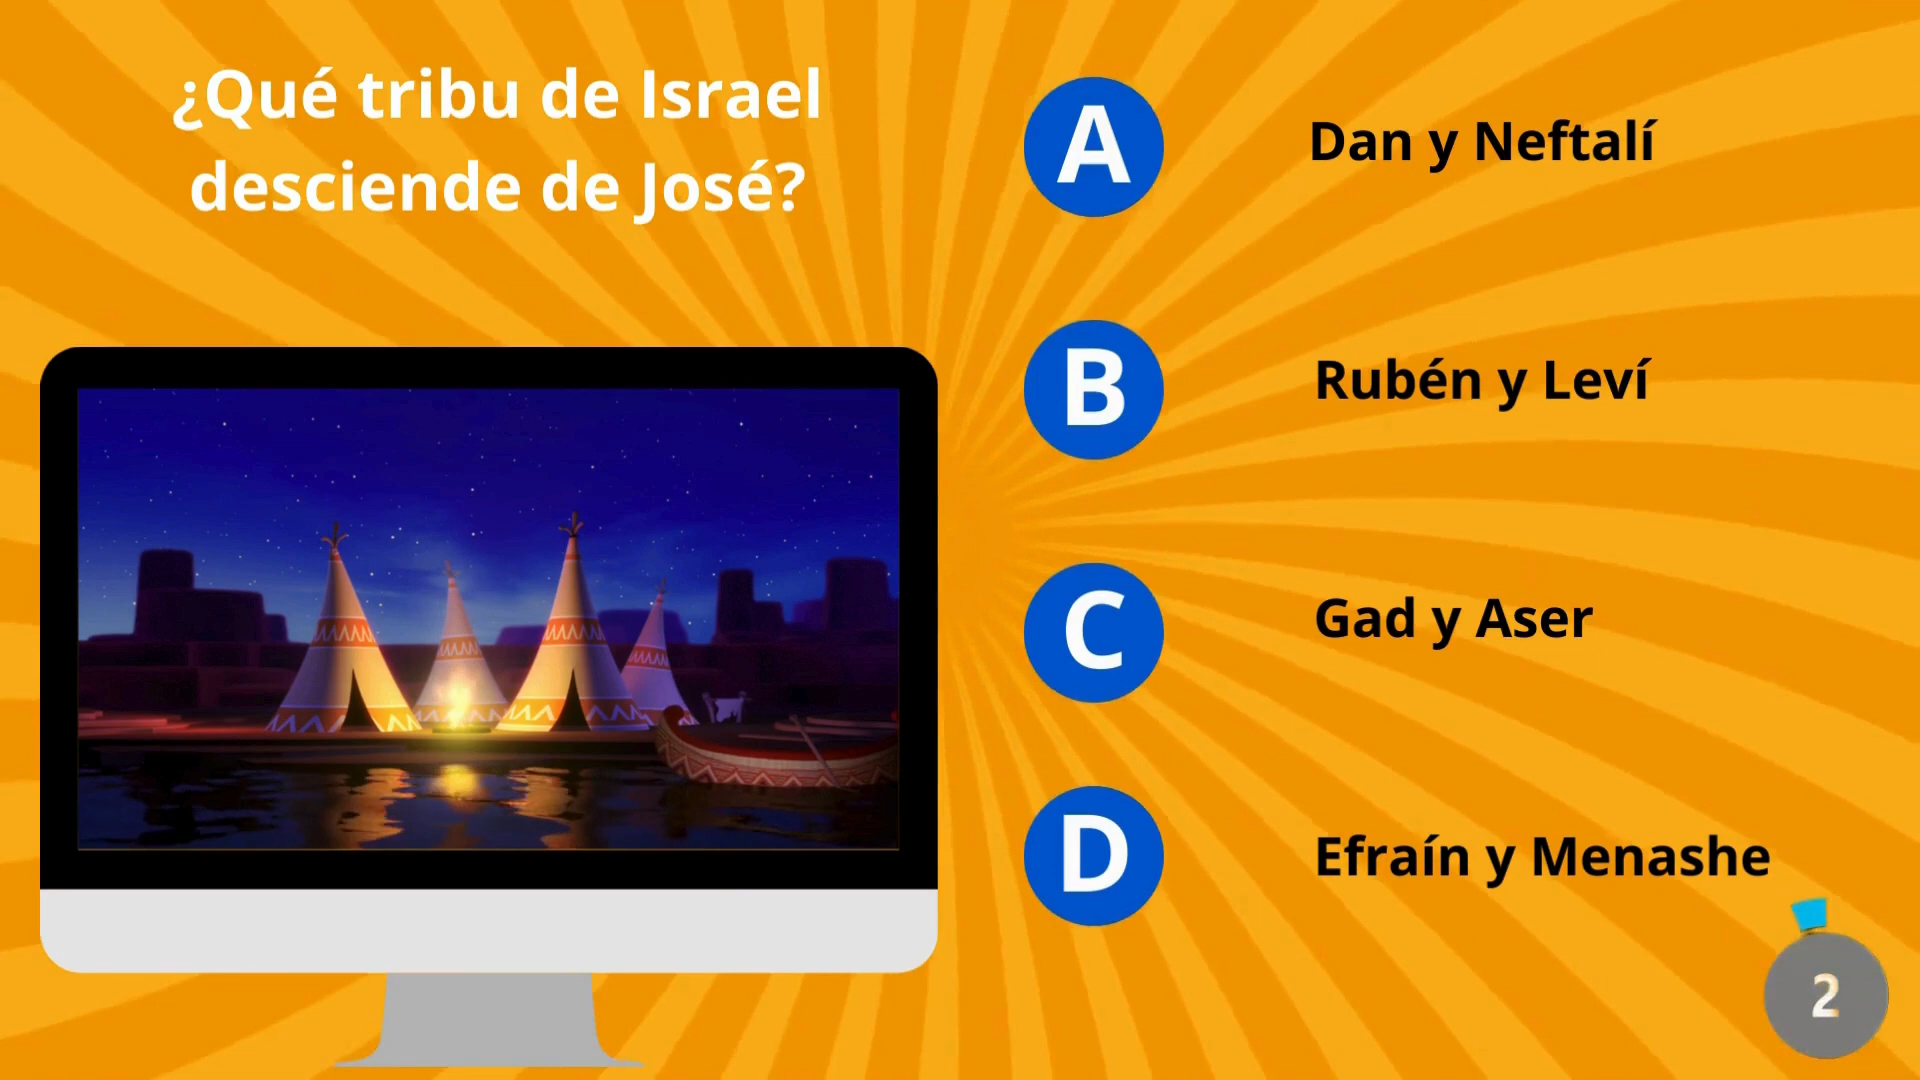 ¿Qué tribu de Israel
desciende de José?
A
Dan y Neftalí
B
Rubén y Leví
C
Gad y Aser
D
Efraín y Menashe
2